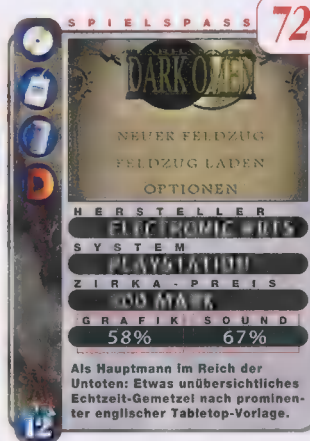 SPIELSPASS
72
DARK OMEN
NEUER FELDZUG
FELDZUG LADEN
OPTIONEN
HERSTELLER
ELECTRONIC ARTS
SYSTEM
PLAYSTATION
ZIRKA-PREIS
100 MARK
GRAFIK SOUND
58% 67%
Als Hauptmann im Reich der
Untoten: Etwas unübersichtliches
Echtzeit-Gemetzel nach prominen-
ter englischer Tabletop-Vorlage.
D
12